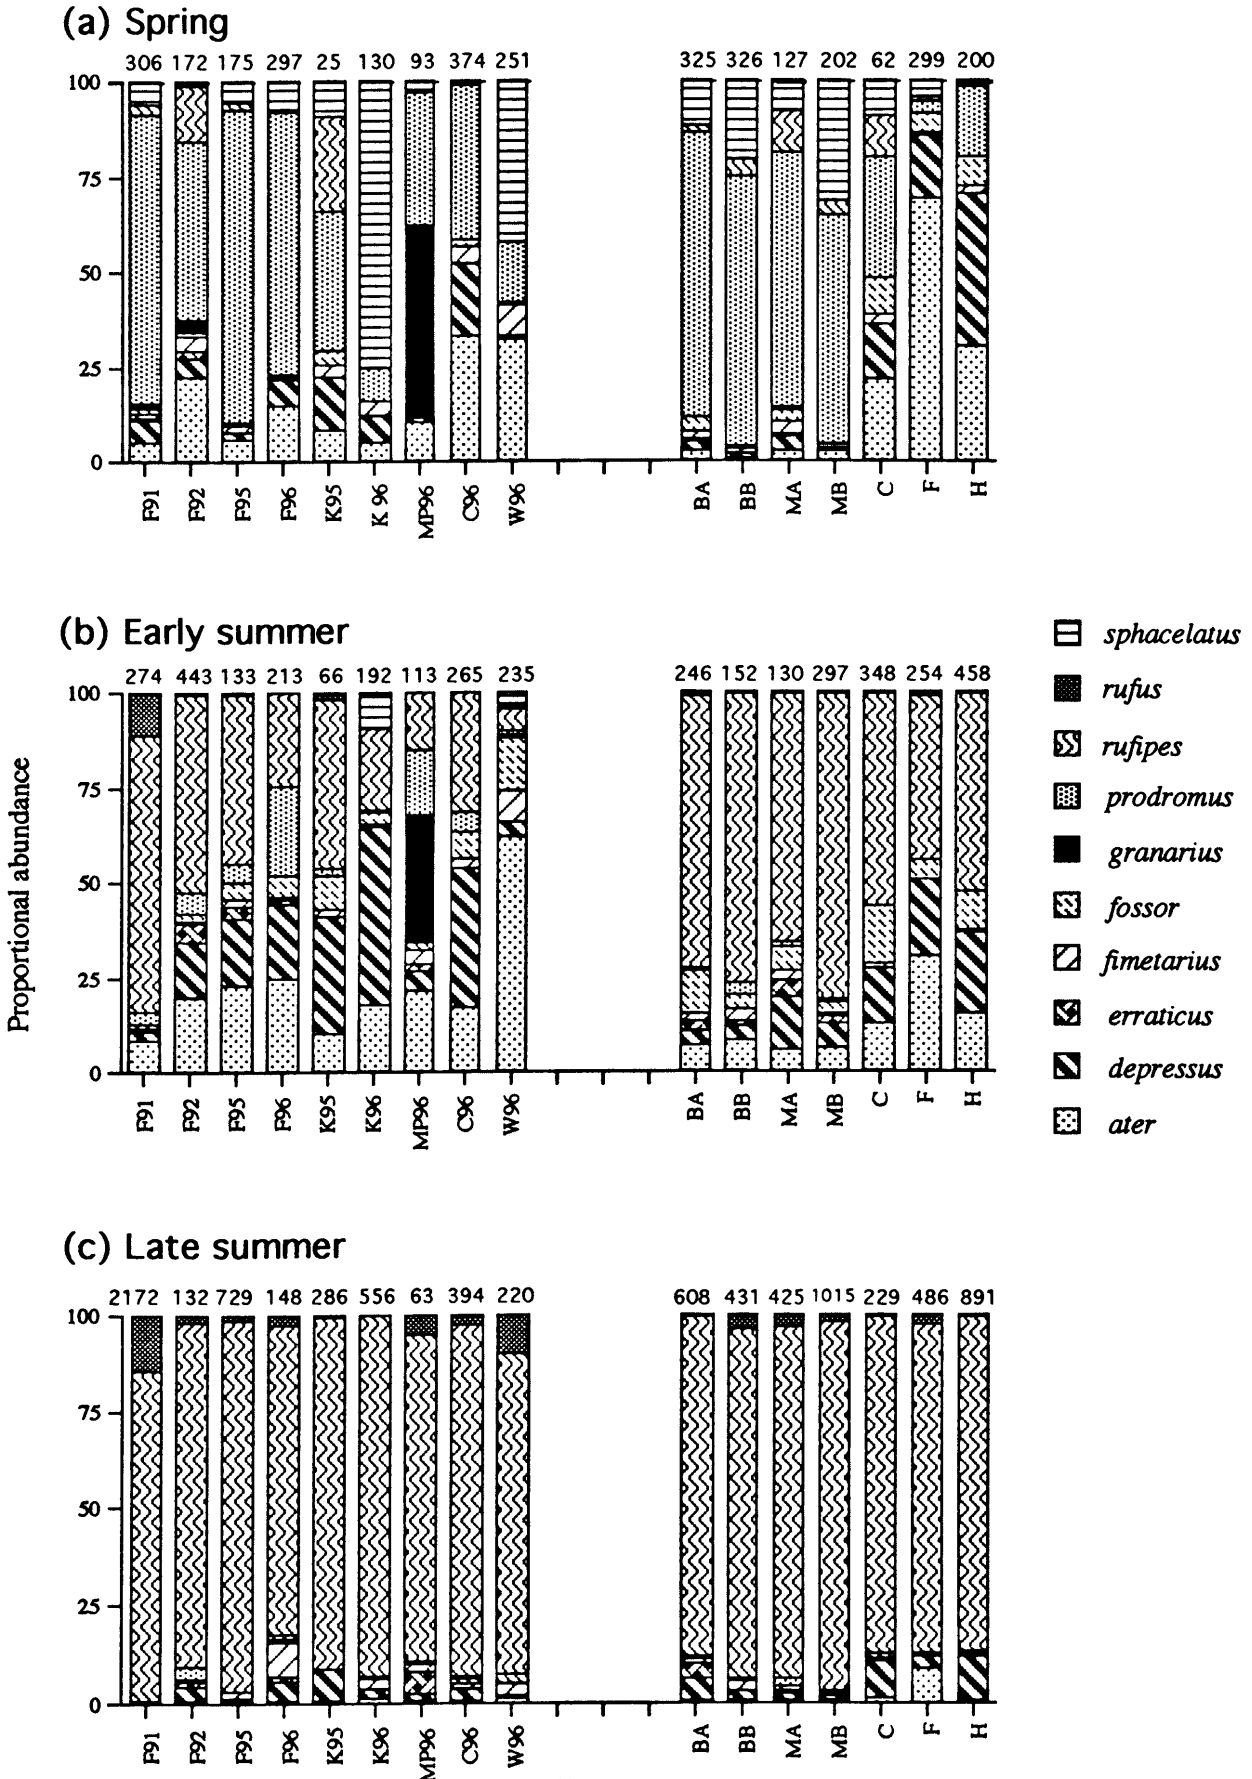 (a) Spring
306 172 175 297 25 130 93 374 251 325 326 127 202 62 299 200
100
75
50
25
0
F91 F92 F95 F96 K95 K 96 MP96 C96 W96 BA BB MA MB C F H
(b) Early summer
274 443 133 213 66 192 113 265 235 246 152 130 297 348 254 458
100
75
50
25
0
F91 F92 F95 F96 K95 K96 MP96 C96 W96 BA BB MA MB C F H
Proportional abundance
sphacelatus
rufus
rufipes
prodromus
granarius
fossor
fimetarius
erraticus
depressus
ater
(c) Late summer
2172 132 729 148 286 556 63 394 220 608 431 425 1015 229 486 891
100
75
50
25
0
F91 F92 F95 F96 K95 K96 MP96 C96 W96 BA BB MA MB C F H